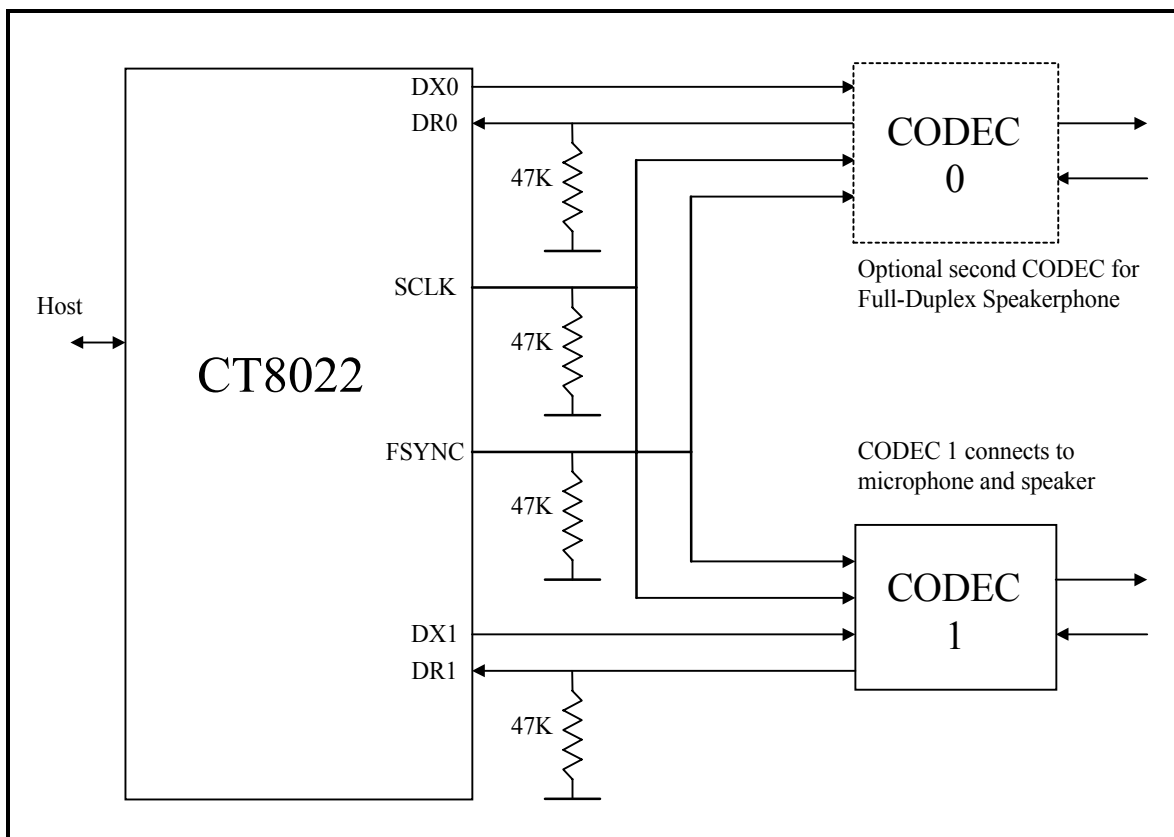 DX0
DR0
CODEC
0
47K
Optional second CODEC for
Full-Duplex Speakerphone
SCLK
Host
47K
CT8022
FSYNC
CODEC 1 connects to
microphone and speaker
47K
CODEC
1
DX1
DR1
47K